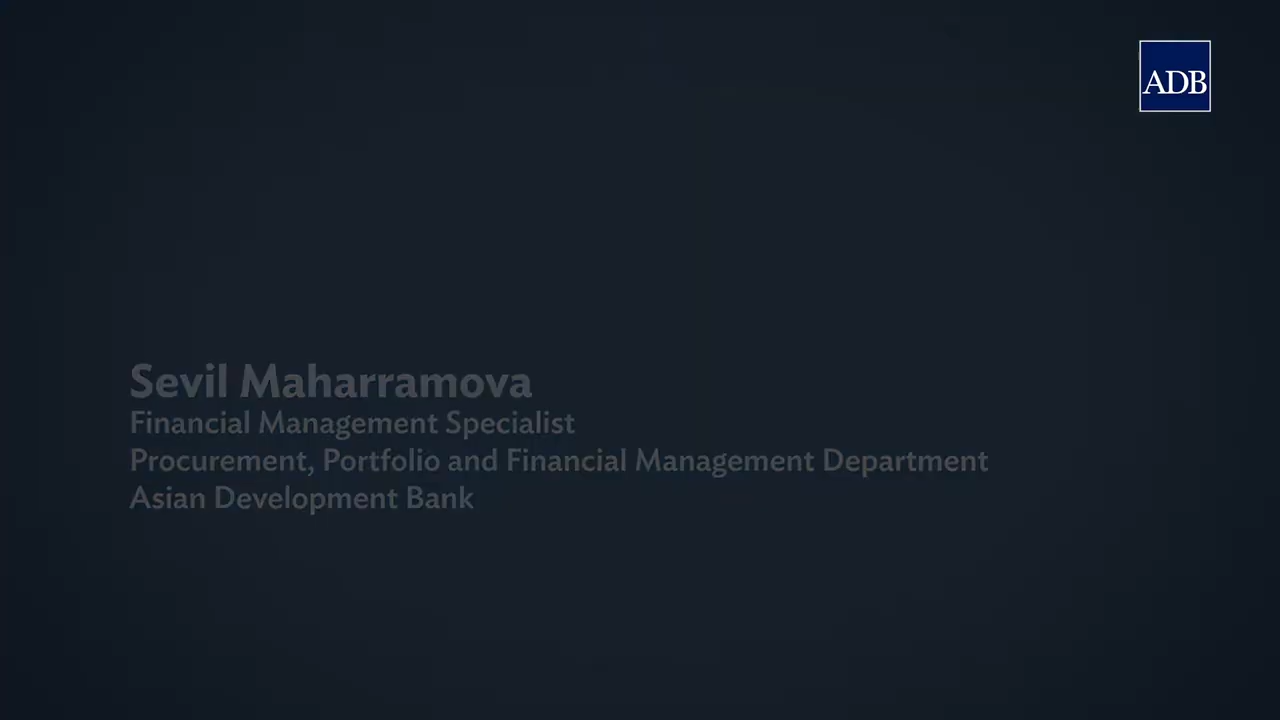 ADB
Sevil Maharramova
Financial Management Specialist
Procurement, Portfolio and Financial Management Department
Asian Development Bank